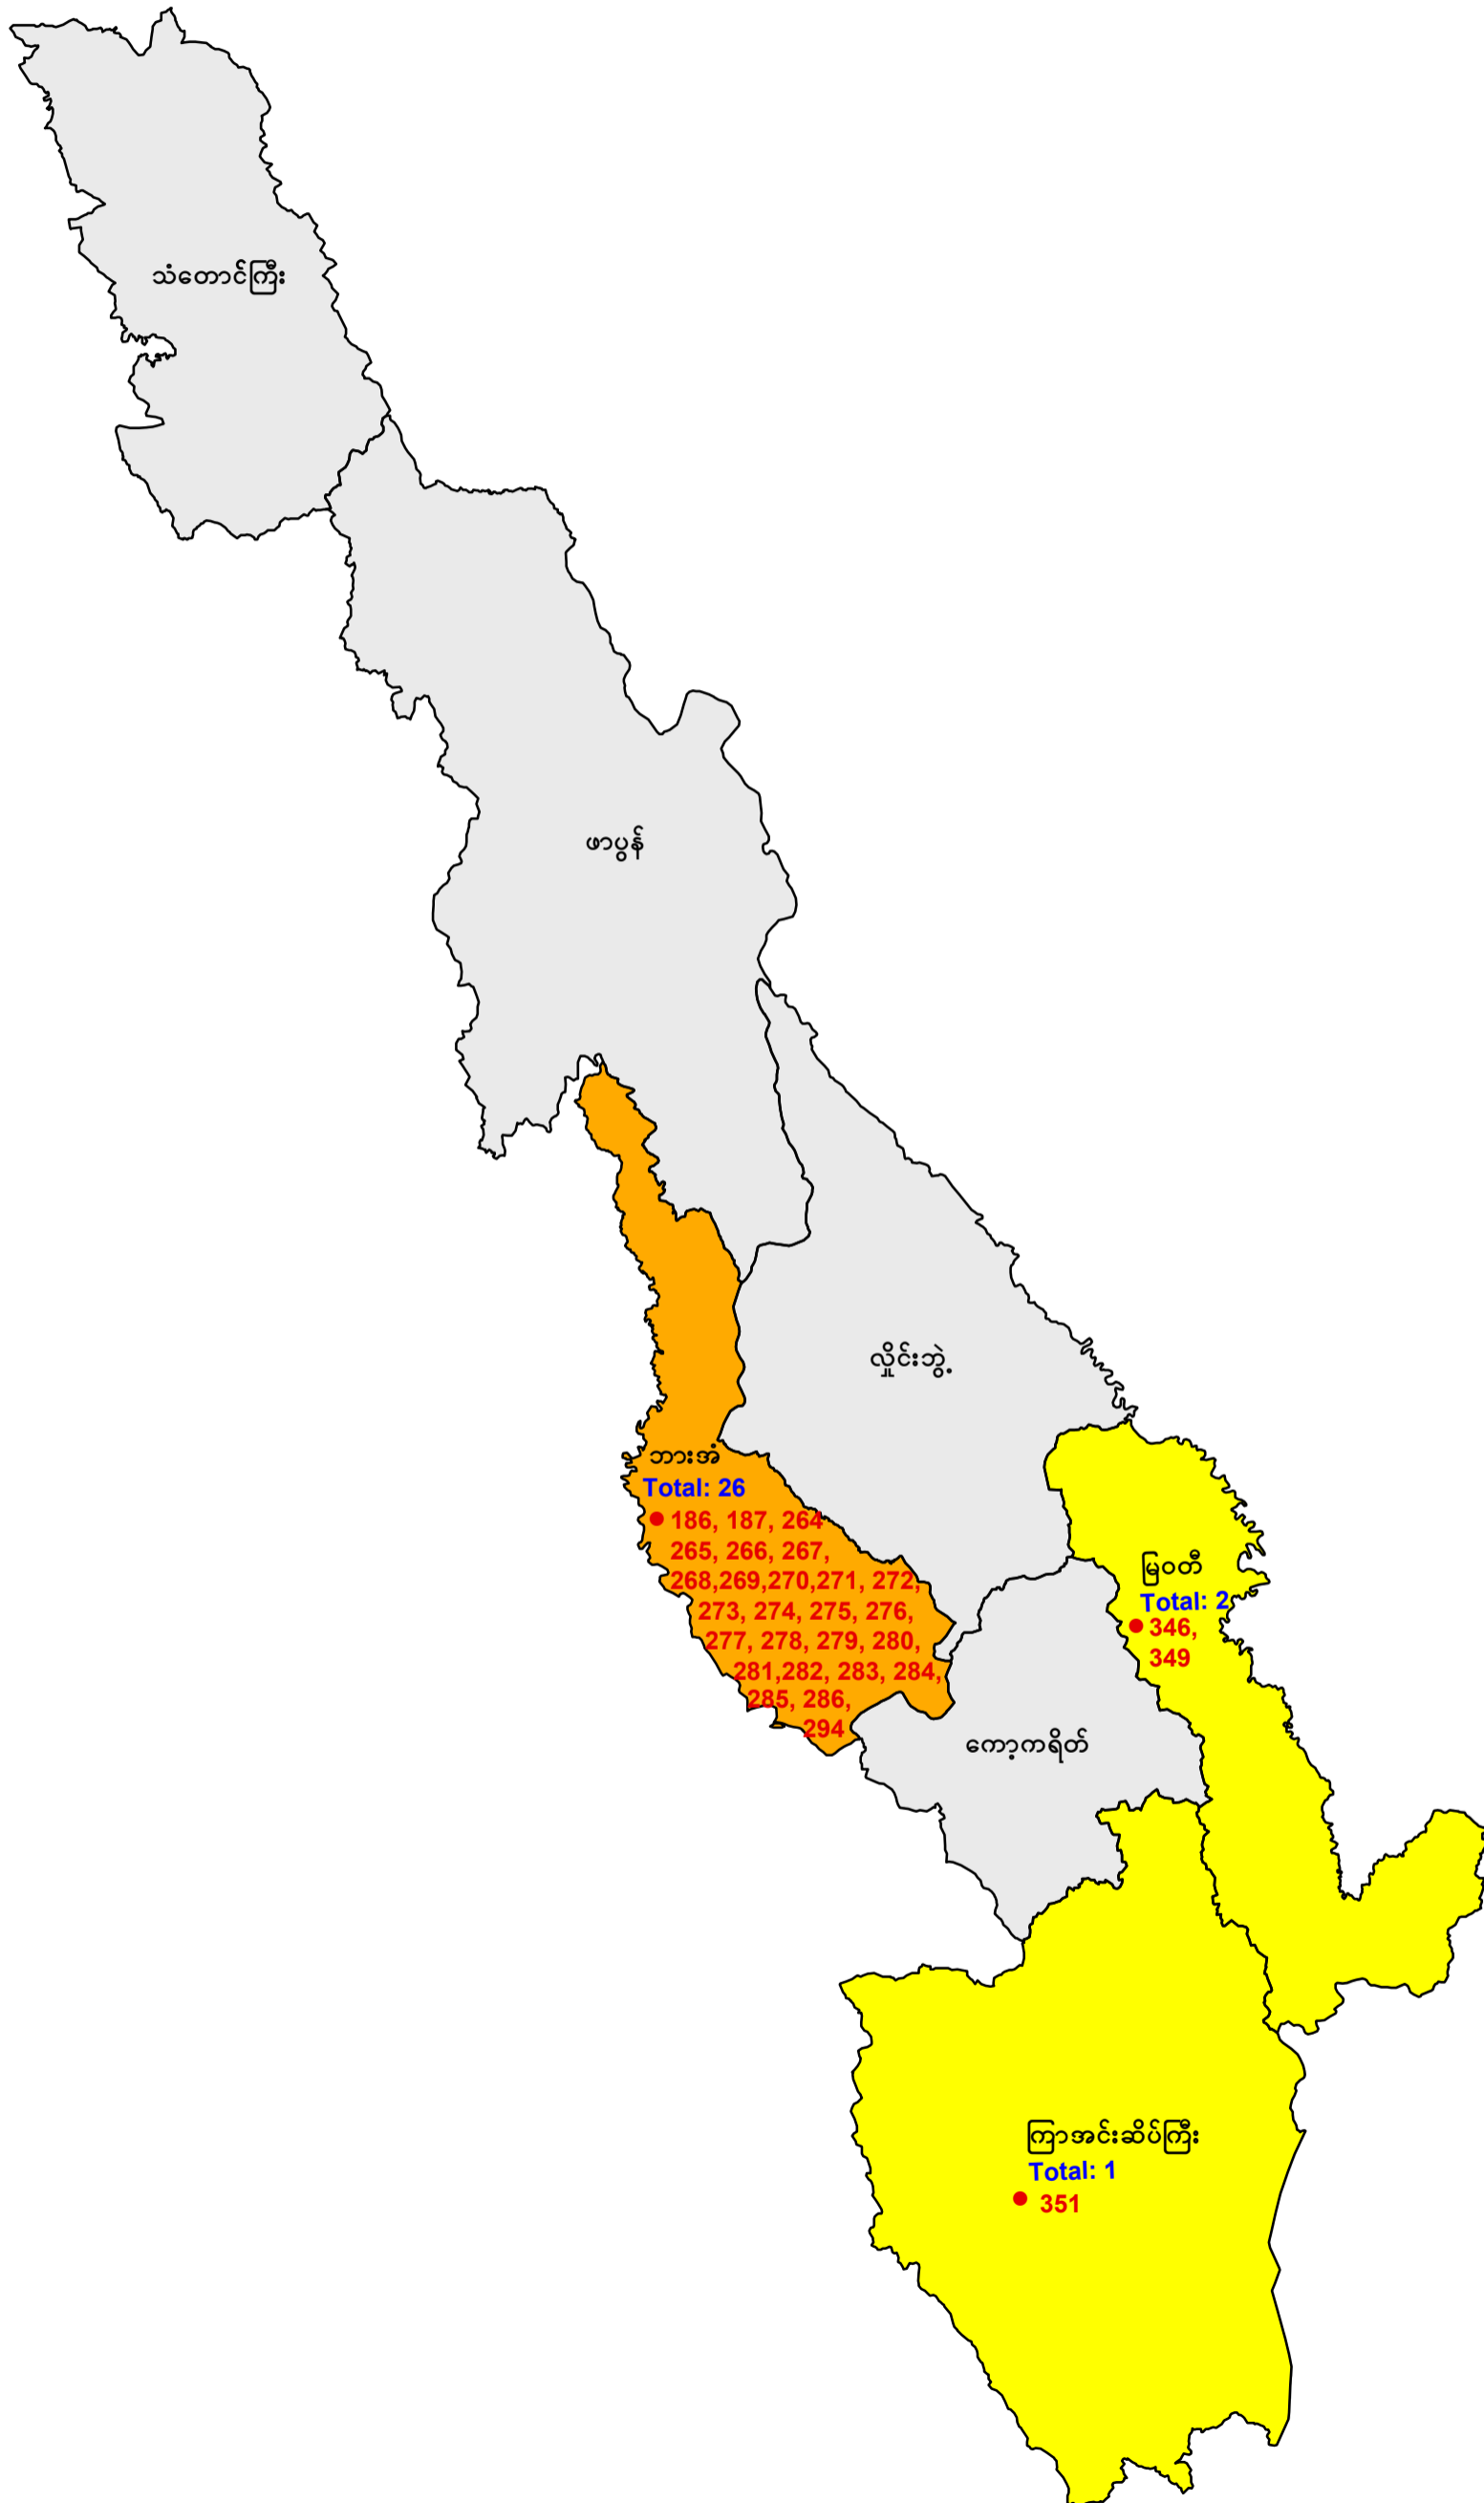 သံတောင်ကြီး
ဖာပွန်
လှိုင်းဘွဲ့
ဘားအံ
Total: 26
186, 187, 264
265, 266, 267,
268,269,270,271, 272,
273, 274, 275, 276,
277, 278, 279, 280,
281,282, 283, 284,
285, 286,
294
မြဝတီ
Total: 2
346,
349
ကော့ကရိတ်
ကြာအင်းဆိပ်ကြီး
Total: 1
351